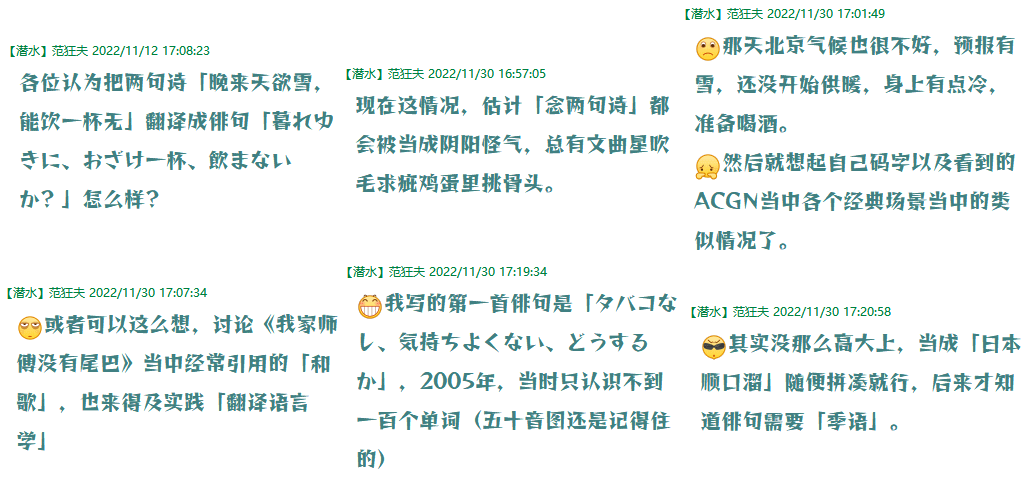 【潜水】范狂夫 2022/11/12 17:08:23
各位认为把两句诗「晚来天欲雪，
能饮一杯无」翻译成俳句「暮れゆ
きに、おざけ一杯、飲まない
か？」怎么样？
【潜水】范狂夫 2022/11/30 16:57:05
现在这情况，估计「念两句诗」都
会被当成阴阳怪气，总有文曲星吹
毛求疵鸡蛋里挑骨头。
【潜水】范狂夫 2022/11/30 17:01:49
那天北京气候也很不好，预报有
雪，还没开始供暖，身上有点冷，
准备喝酒。
然后就想起自己码字以及看到的
ACGN当中各个经典场景当中的类
似情况了。
【潜水】范狂夫 2022/11/30 17:07:34
或者可以这么想，讨论《我家师
傅没有尾巴》当中经常引用的「和
歌」，也来得及实践「翻译语言
学」
【潜水】范狂夫 2022/11/30 17:19:34
我写的第一首俳句是「タバコな
し、気持ちよくない、どうする
か」，2005年，当时只认识不到
一百个单词（五十音图还是记得住
的）
【潜水】范狂夫 2022/11/30 17:20:58
其实没那么高大上，当成「日本
顺口溜」随便拼凑就行，后来才知
道俳句需要「季语」。